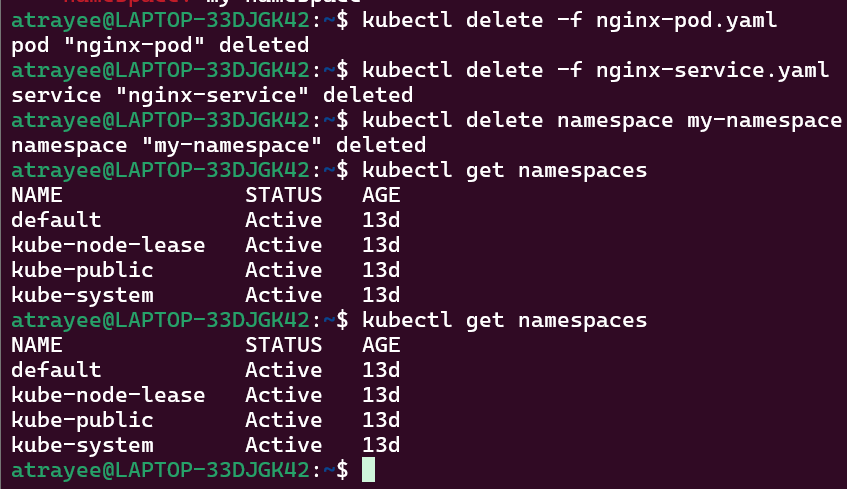 atrayee@LAPTOP-33DJGK42:~$ kubectl delete -f nginx-pod.yaml
pod "nginx-pod" deleted
atrayee@LAPTOP-33DJGK42:~$ kubectl delete -f nginx-service.yaml
service "nginx-service" deleted
atrayee@LAPTOP-33DJGK42:~$ kubectl delete namespace my-namespace
namespace "my-namespace" deleted
atrayee@LAPTOP-33DJGK42:~$ kubectl get namespaces
NAME              STATUS   AGE
default           Active   13d
kube-node-lease   Active   13d
kube-public       Active   13d
kube-system       Active   13d
atrayee@LAPTOP-33DJGK42:~$ kubectl get namespaces
NAME              STATUS   AGE
default           Active   13d
kube-node-lease   Active   13d
kube-public       Active   13d
kube-system       Active   13d
atrayee@LAPTOP-33DJGK42:~$